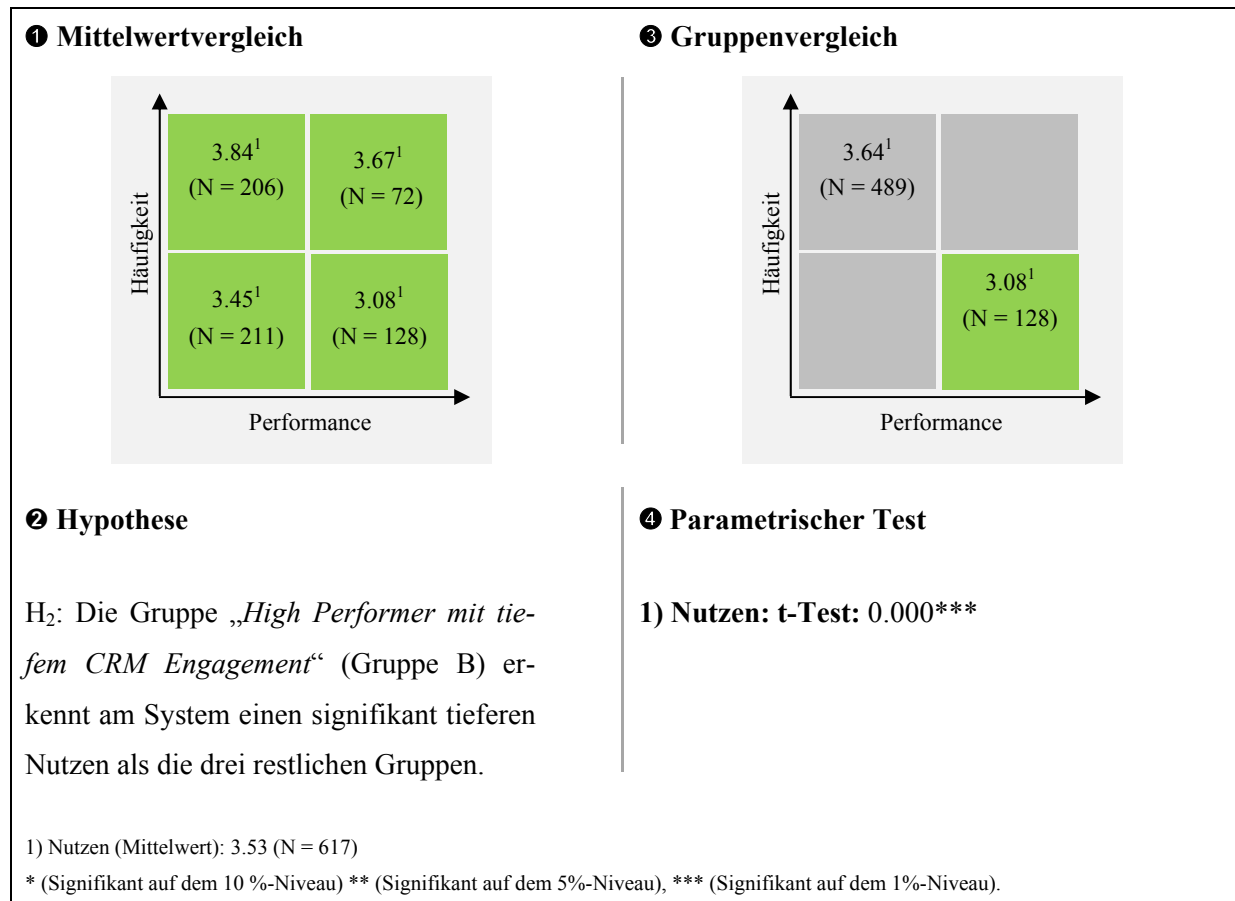 ❶ Mittelwertvergleich
Häufigkeit
3.84¹
(N = 206)
3.67¹
(N = 72)
3.45¹
(N = 211)
3.08¹
(N = 128)
Performance
❷ Hypothese
H₂: Die Gruppe „High Performer mit tie-
fem CRM Engagement“ (Gruppe B) er-
kennt am System einen signifikant tieferen
Nutzen als die drei restlichen Gruppen.
❸ Gruppenvergleich
Häufigkeit
3.64¹
(N = 489)
3.08¹
(N = 128)
Performance
❹ Parametrischer Test
1) Nutzen: t-Test: 0.000***
1) Nutzen (Mittelwert): 3.53 (N = 617)
* (Signifikant auf dem 10 %-Niveau) ** (Signifikant auf dem 5%-Niveau), *** (Signifikant auf dem 1%-Niveau).